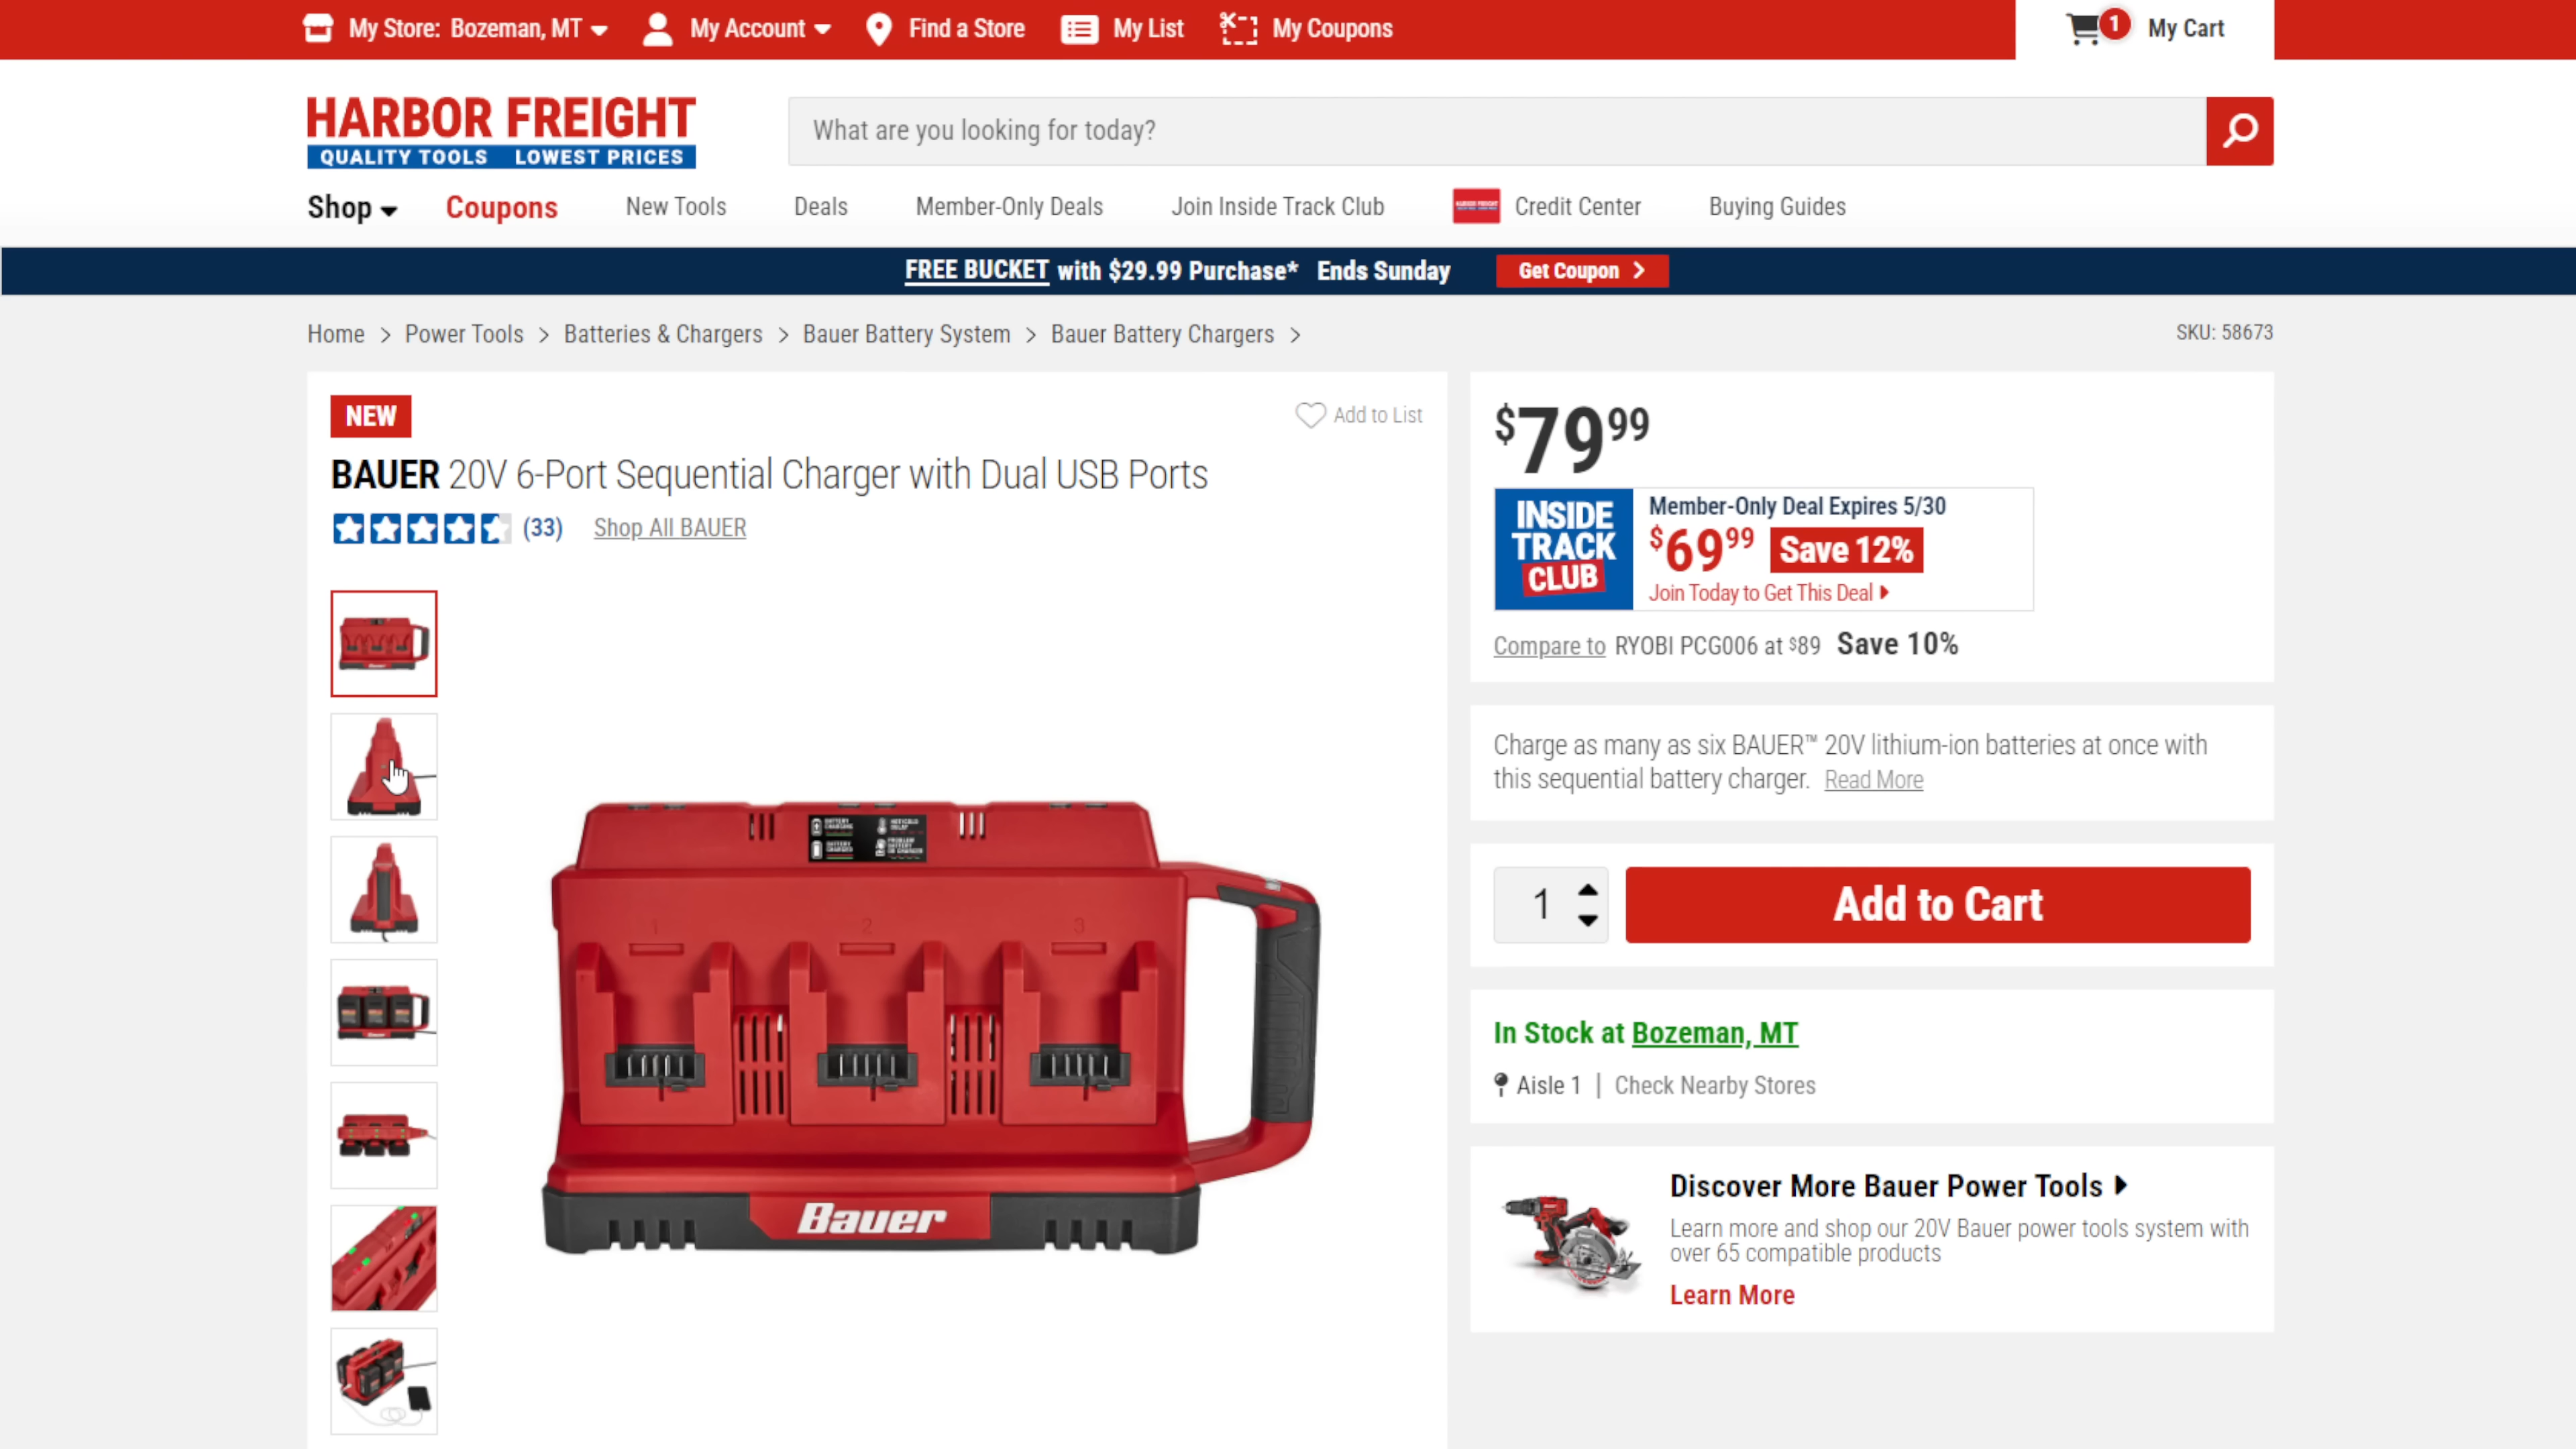 My Store: Bozeman, MT
My Account
Find a Store
My List
My Coupons
1
My Cart
HARBOR FREIGHT
QUALITY TOOLS LOWEST PRICES
What are you looking for today?
Shop
Coupons
New Tools
Deals
Member-Only Deals
Join Inside Track Club
HARBOR FREIGHT
Credit Center
Buying Guides
FREE BUCKET with $29.99 Purchase* Ends Sunday
Get Coupon
Home > Power Tools > Batteries & Chargers > Bauer Battery System > Bauer Battery Chargers >
SKU: 58673
NEW
Add to List
BAUER 20V 6-Port Sequential Charger with Dual USB Ports
(33)
Shop All BAUER
1 2 3
Bauer
$79 99
INSIDE
TRACK
CLUB
Member-Only Deal Expires 5/30
$69 99 Save 12%
Join Today to Get This Deal
Compare to RYOBI PCG006 at $89 Save 10%
Charge as many as six BAUER™ 20V lithium-ion batteries at once with
this sequential battery charger. Read More
1
Add to Cart
In Stock at Bozeman, MT
Aisle 1 | Check Nearby Stores
Discover More Bauer Power Tools
Learn more and shop our 20V Bauer power tools system with
over 65 compatible products
Learn More